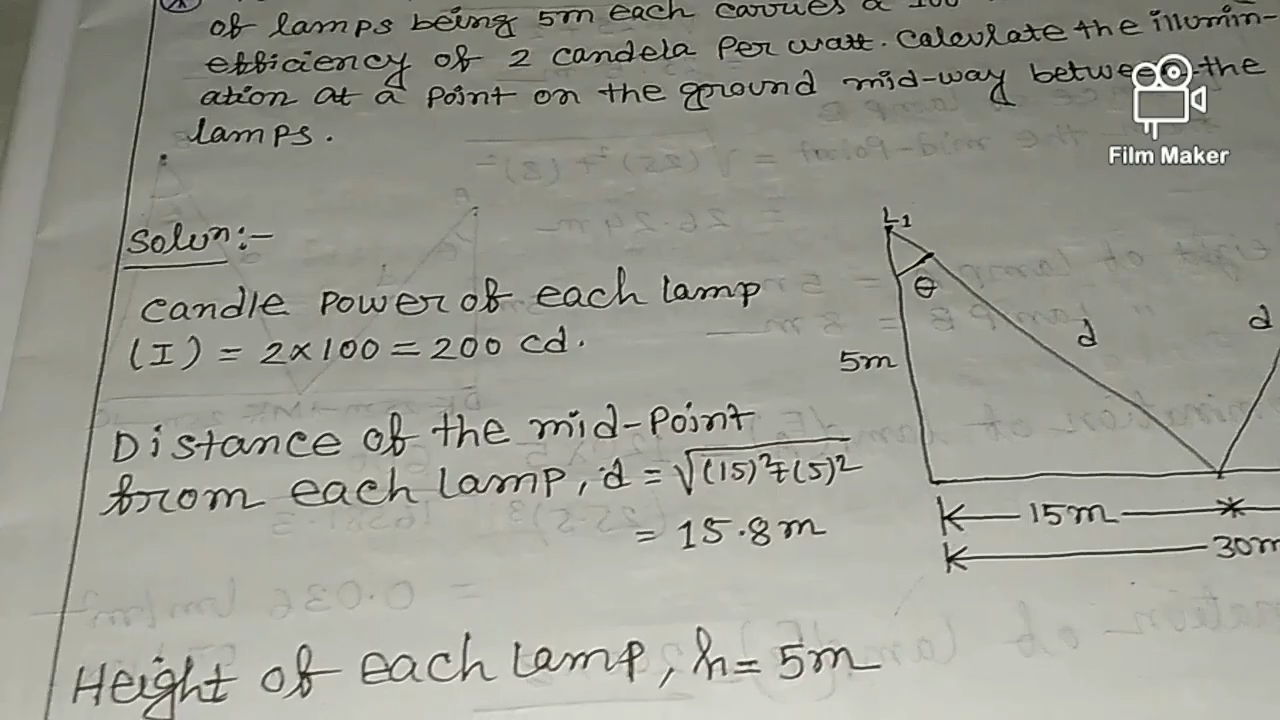 of lamps being 5m each carries a 100
efficiency of 2 candela per watt. Calculate the illumin-
ation at a point on the ground mid-way between the
lamps.
Film Maker
Solun:-
L1
θ
d
d
5m
Candle power of each lamp
(I) = 2×100 = 200 cd.
Distance of the mid-point
from each lamp, d = √(15)²+(5)²
= 15.8m
15m
30m
Height of each lamp, h = 5m